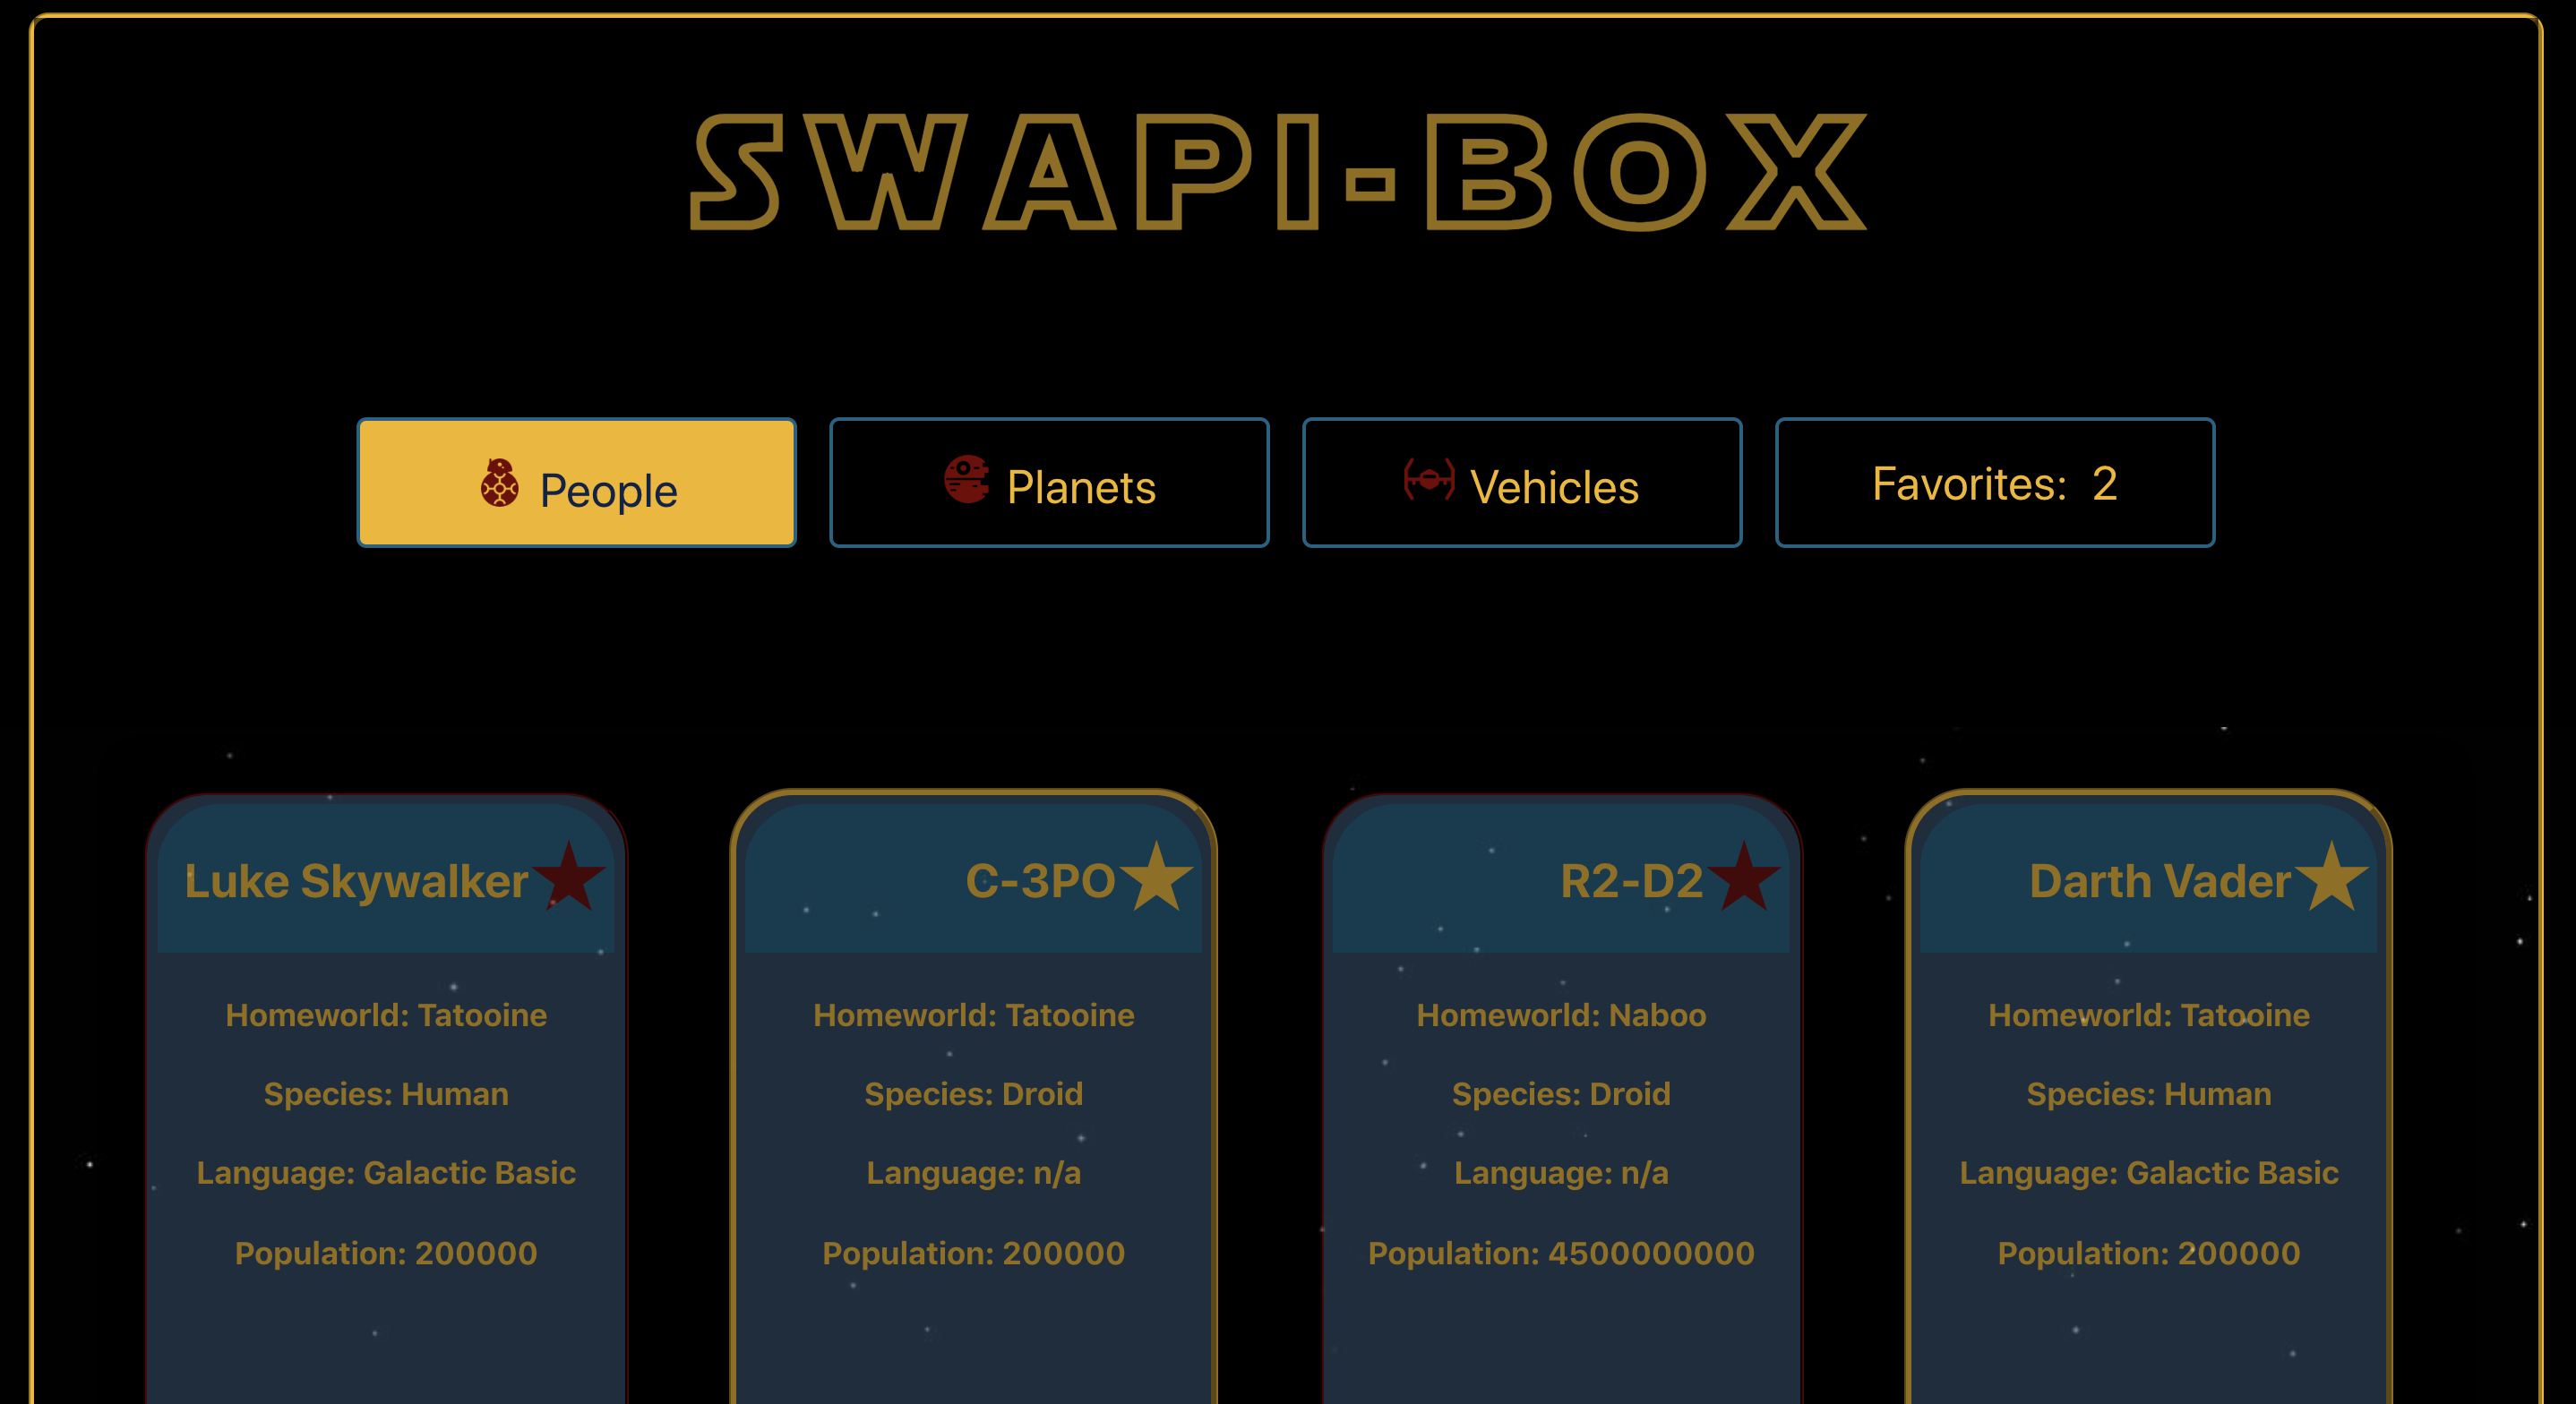 SWAPI-BOX
People
Planets
Vehicles
Favorites: 2
Luke Skywalker
Homeworld: Tatooine
Species: Human
Language: Galactic Basic
Population: 200000
C-3PO
Homeworld: Tatooine
Species: Droid
Language: n/a
Population: 200000
R2-D2
Homeworld: Naboo
Species: Droid
Language: n/a
Population: 4500000000
Darth Vader
Homeworld: Tatooine
Species: Human
Language: Galactic Basic
Population: 200000